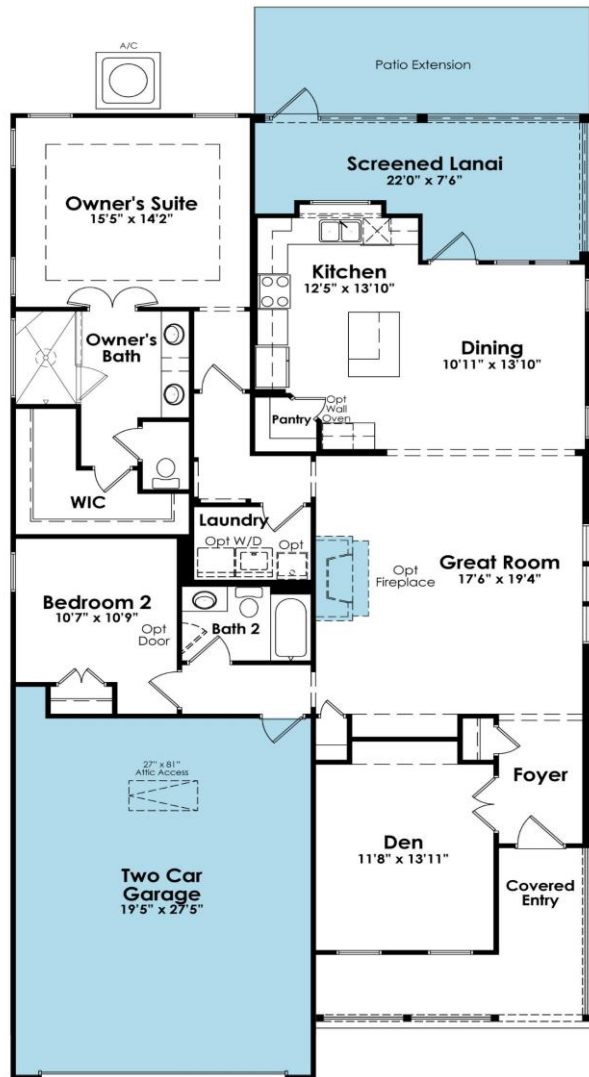 A/C
Patio Extension
Screened Lanai
22'0" x 7'6"
Owner's Suite
15'5" x 14'2"
Kitchen
12'5" x 13'10"
Owner's
Bath
Dining
10'11" x 13'10"
Pantry
Opt
Wall
Oven
WIC
Laundry
Opt W/D
Opt
Great Room
17'6" x 19'4"
Opt
Fireplace
Bedroom 2
10'7" x 10'9"
Opt
Door
Bath 2
27" x 81"
Attic Access
Foyer
Den
11'8" x 13'11"
Two Car
Garage
19'5" x 27'5"
Covered
Entry